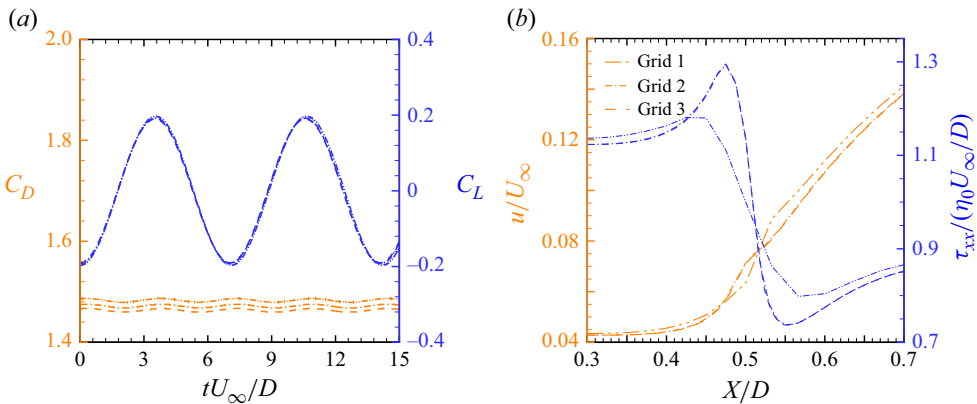 (a)
2.0
1.8
C_D
1.6
1.4
0.4
0.2
0
C_L
−0.2
−0.4
0 3 6 9 12 15
tU_∞/D
(b)
0.16
0.12
u/U_∞
0.08
0.04
Grid 1
Grid 2
Grid 3
1.3
1.1
τ_xx/(η_0U_∞/D)
0.9
0.7
0.3 0.4 0.5 0.6 0.7
X/D